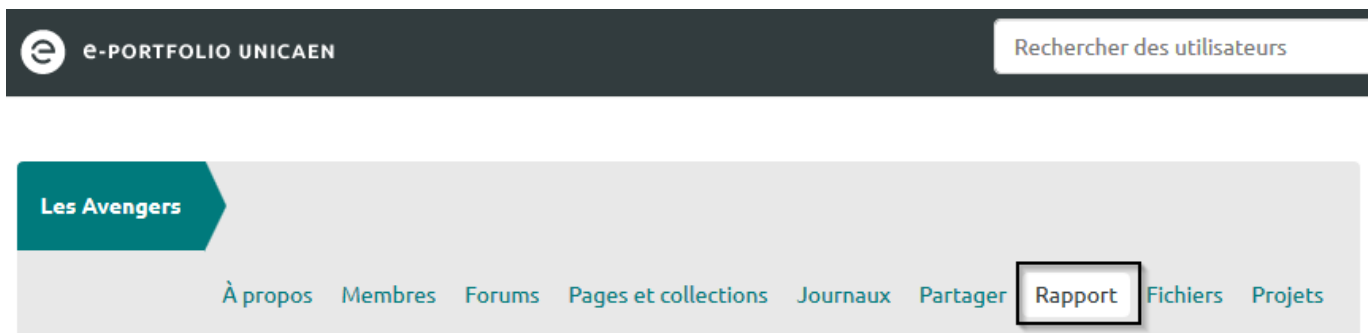 e e-PORTFOLIO UNICAEN Rechercher des utilisateurs
Les Avengers
À propos Membres Forums Pages et collections Journaux Partager Rapport Fichiers Projets